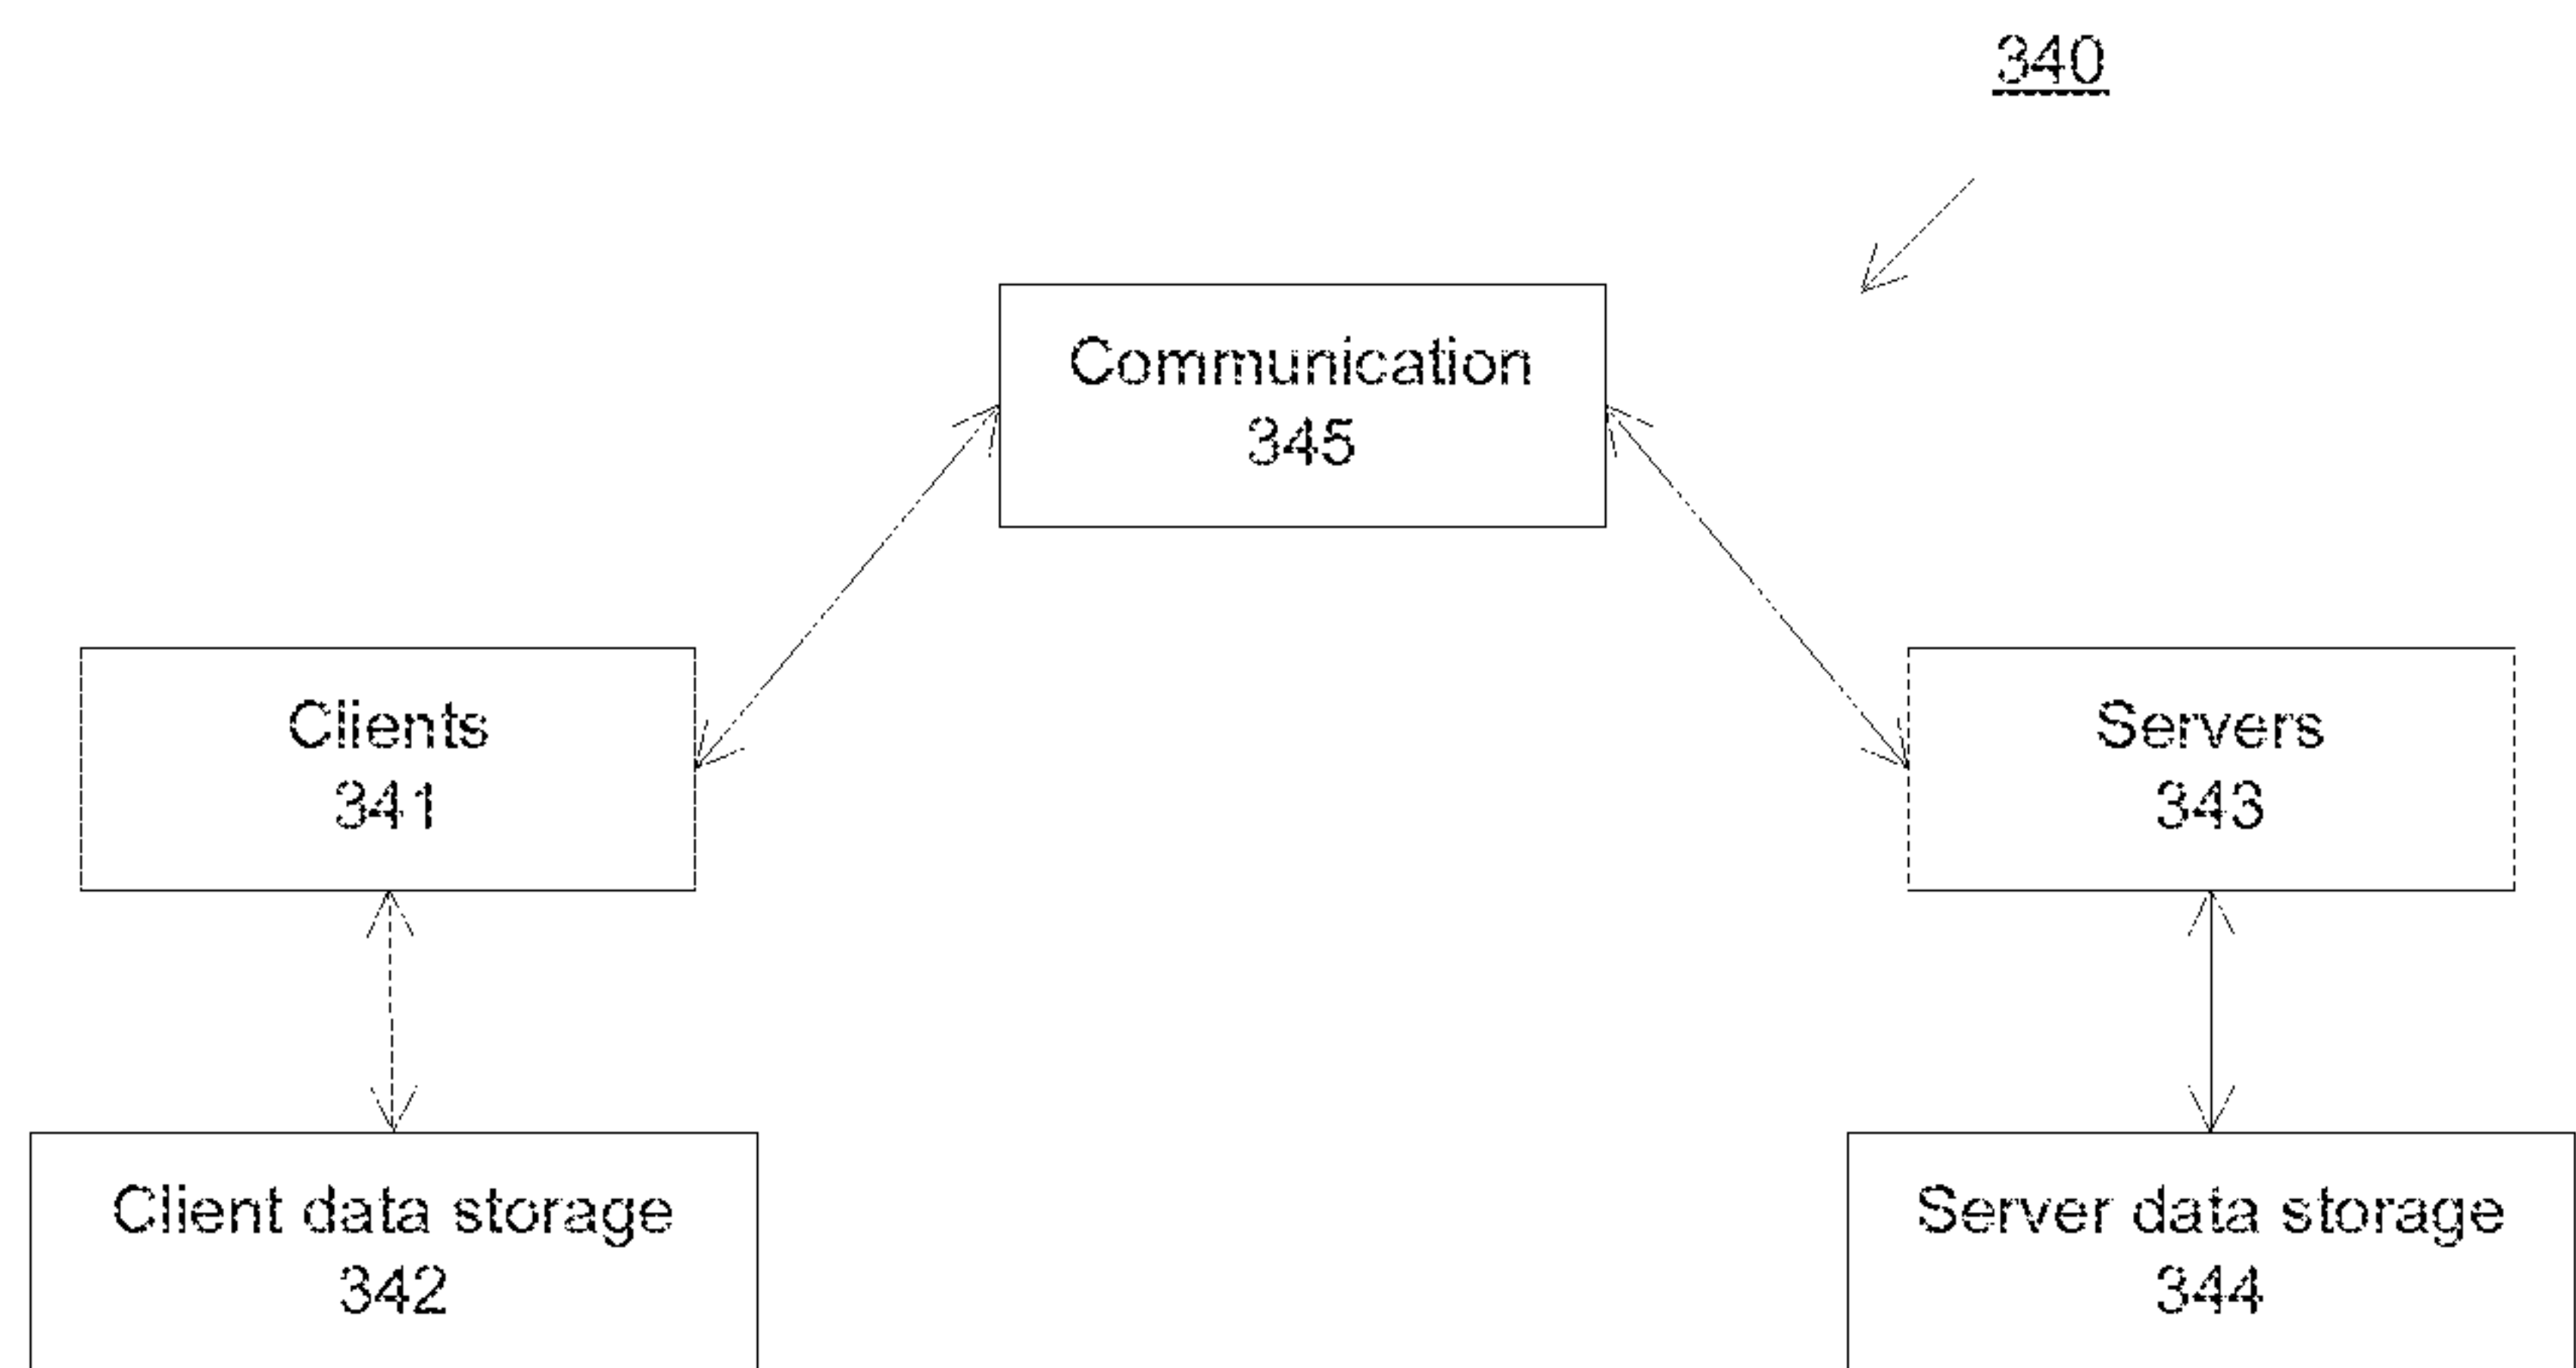 340
Communication
345
Clients
341
Servers
343
Client data storage
342
Server data storage
344